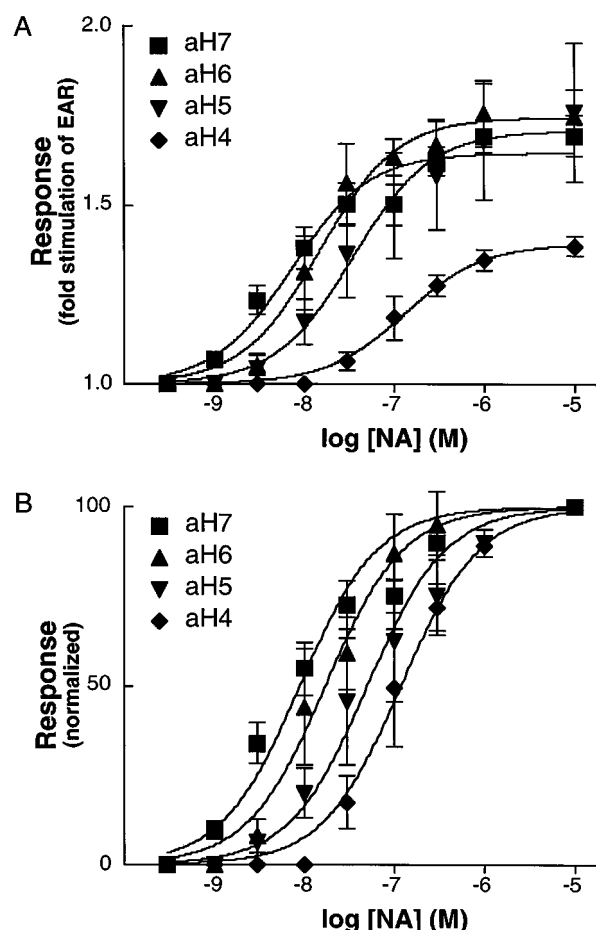 A
2.0
aH7
aH6
aH5
aH4
Response
(fold stimulation of EAR)
1.5
1.0
-9 -8 -7 -6 -5
log [NA] (M)
B
100
aH7
aH6
aH5
aH4
Response
(normalized)
50
0
-9 -8 -7 -6 -5
log [NA] (M)